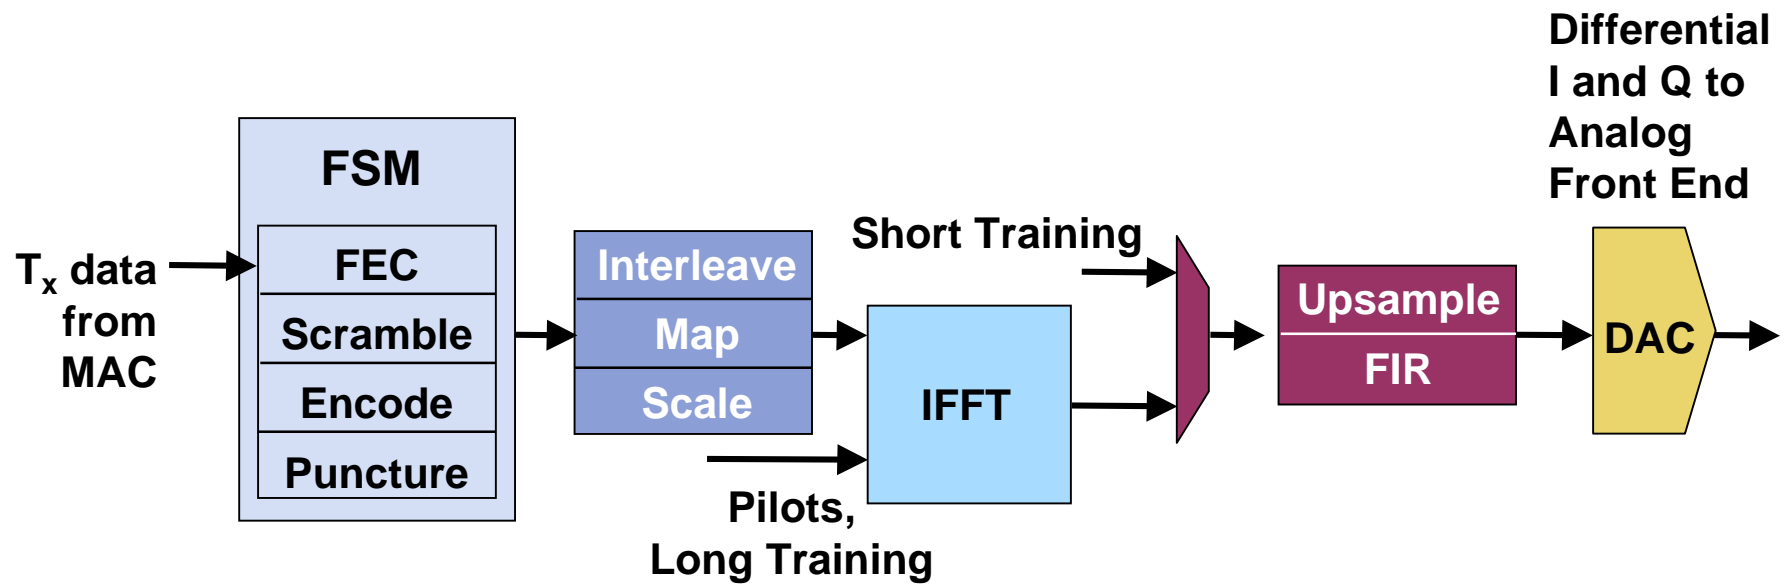 Differential
I and Q to
Analog
Front End
FSM
Tx data
from
MAC
FEC
Scramble
Encode
Puncture
Interleave
Map
Scale
Short Training
IFFT
Pilots,
Long Training
Upsample
FIR
DAC